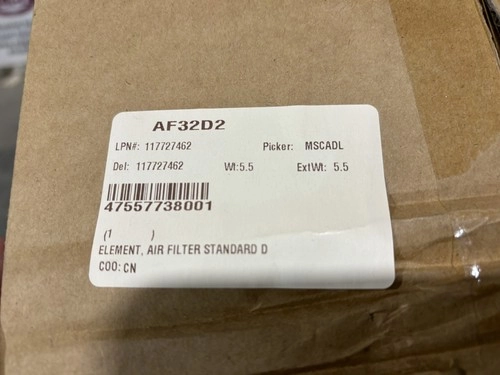 AF32D2
LPN#: 117727462 Picker: MSCADL
Del: 117727462 Wt:5.5 ExtWt: 5.5
47557738001
(1 )
ELEMENT, AIR FILTER STANDARD D
COO: CN